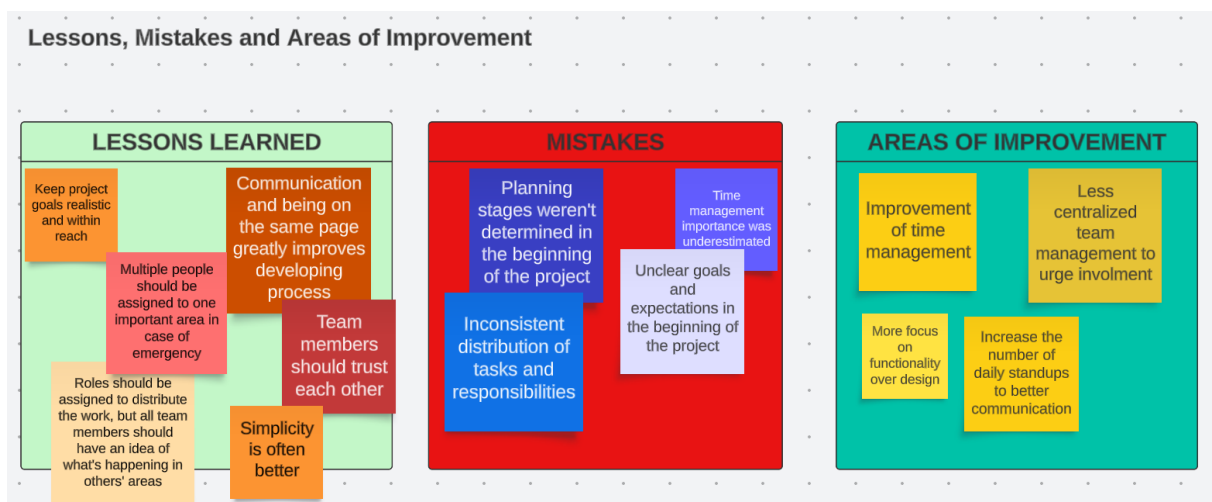 Lessons, Mistakes and Areas of Improvement
LESSONS LEARNED
Keep project
goals realistic
and within
reach
Communication
and being on
the same page
greatly improves
developing
process
Multiple people
should be
assigned to one
important area in
case of
emergency
Team
members
should trust
each other
Roles should be
assigned to distribute
the work, but all team
members should
have an idea of
what's happening in
others' areas
Simplicity
is often
better
MISTAKES
Planning
stages weren't
determined in
the beginning
of the project
Time
management
importance was
underestimated
Unclear goals
and
expectations in
the beginning of
the project
Inconsistent
distribution of
tasks and
responsibilities
AREAS OF IMPROVEMENT
Improvement
of time
management
Less
centralized
team
management to
urge involment
More focus
on
functionality
over design
Increase the
number of
daily standups
to better
communication